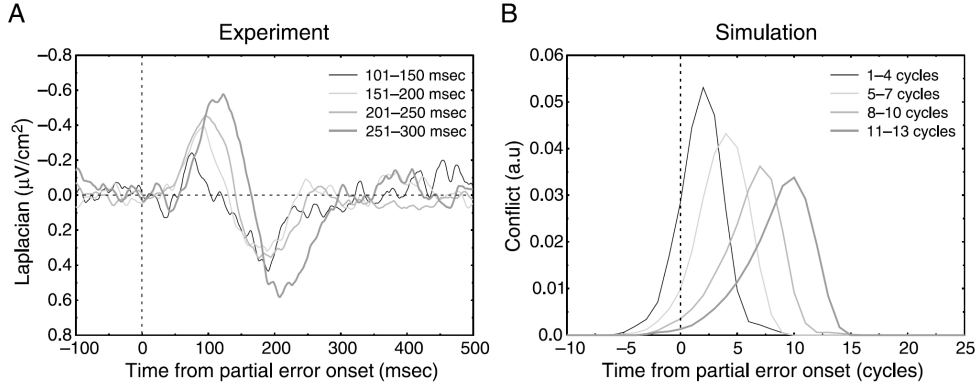 A
Experiment
−0.8
−0.6
−0.4
−0.2
0.0
0.2
0.4
0.6
0.8
Laplacian (μV/cm²)
101–150 msec
151–200 msec
201–250 msec
251–300 msec
−100
0
100
200
300
400
500
Time from partial error onset (msec)
B
Simulation
0.06
0.05
0.04
0.03
0.02
0.01
0.0
Conflict (a.u)
1–4 cycles
5–7 cycles
8–10 cycles
11–13 cycles
−10
−5
0
5
10
15
20
25
Time from partial error onset (cycles)